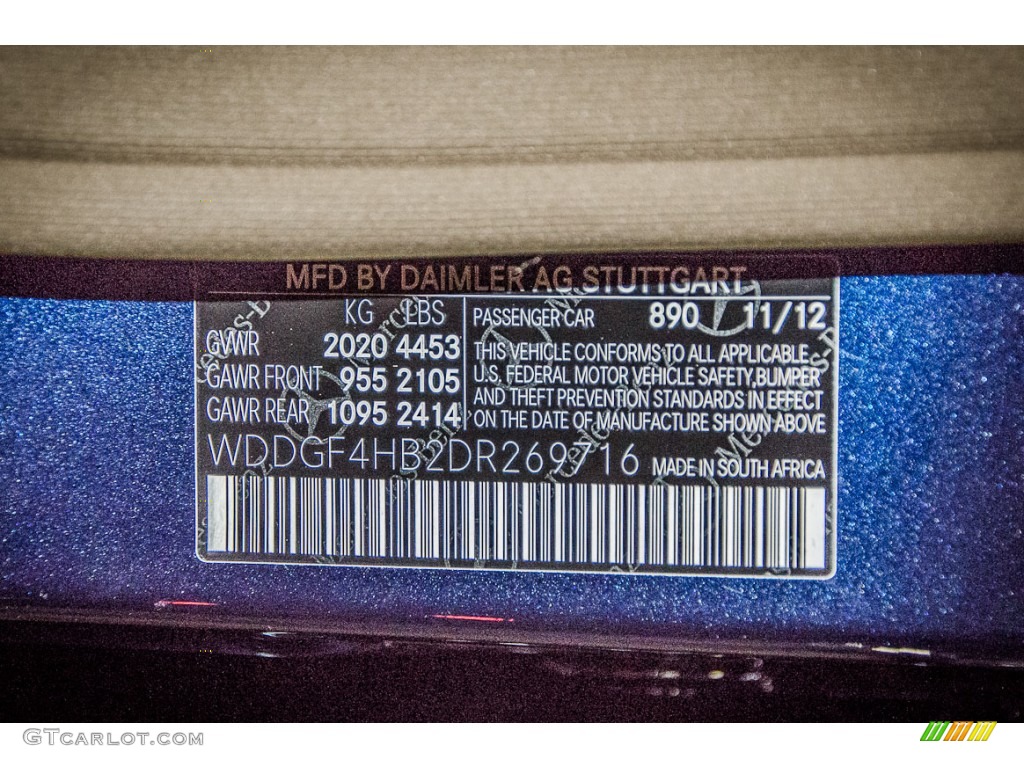 MFD BY DAIMLER AG STUTTGART
KG LBS
GVWR 2020 4453
GAWR FRONT 955 2105
GAWR REAR 1095 2414
PASSENGER CAR 890 11/12
THIS VEHICLE CONFORMS TO ALL APPLICABLE
U.S. FEDERAL MOTOR VEHICLE SAFETY, BUMPER
AND THEFT PREVENTION STANDARDS IN EFFECT
ON THE DATE OF MANUFACTURE SHOWN ABOVE
WDDGF4HB2DR269716 MADE IN SOUTH AFRICA
GTCARLOT.COM